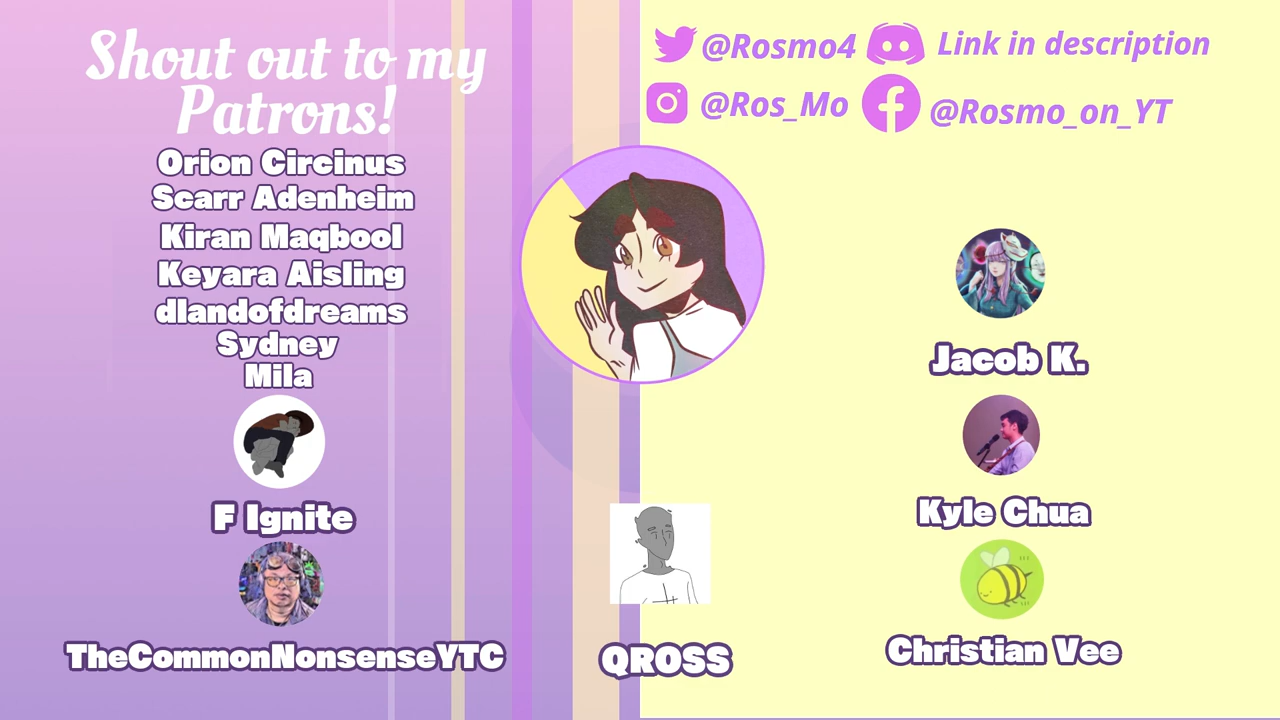 Shout out to my
Patrons!
Orion Circinus
Scarr Adenheim
Kiran Maqbool
Keyara Aisling
dlandofdreams
Sydney
Mila
F Ignite
TheCommonNonsenseYTC
@Rosmo4
Link in description
@Ros_Mo
@Rosmo_on_YT
Jacob K.
Kyle Chua
Christian Vee
QROSS